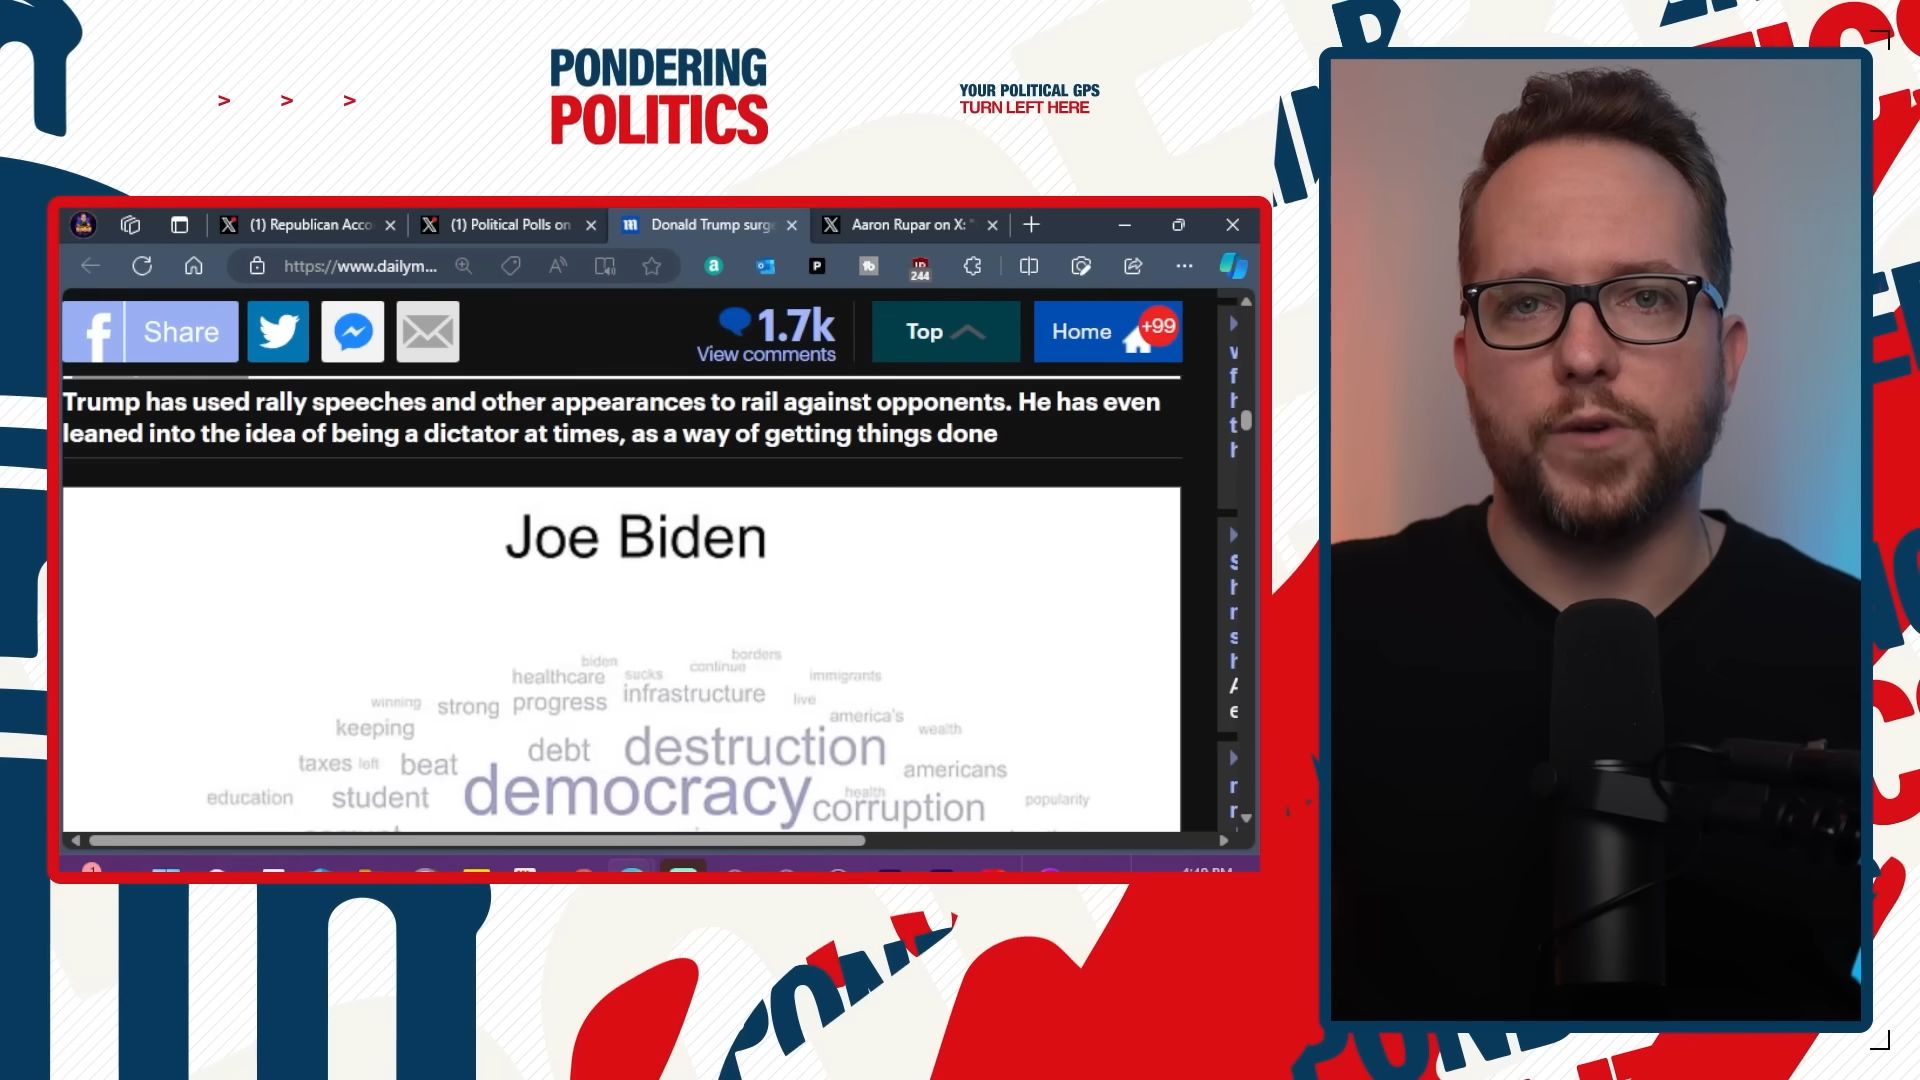 PONDERING
POLITICS
YOUR POLITICAL GPS
TURN LEFT HERE
> > >
(1) Republican Acco
(1) Political Polls on
Donald Trump surge
Aaron Rupar on X: "
https://www.dailym...
244
f Share
1.7k
View comments
Top
Home
+99
Trump has used rally speeches and other appearances to rail against opponents. He has even
leaned into the idea of being a dictator at times, as a way of getting things done
Joe Biden
borders
biden
continue
healthcare
sucks
immigrants
infrastructure
live
winning
strong
progress
america's
keeping
wealth
debt
destruction
taxes
left
beat
americans
democracy
health
education
student
corruption
popularity